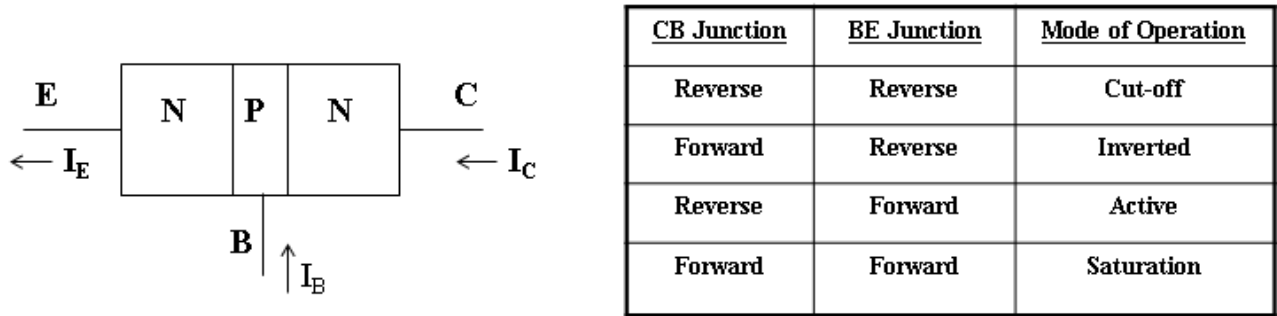 E
N
P
N
C
I_E
I_C
B
I_B
CB Junction BE Junction Mode of Operation
Reverse Reverse Cut-off
Forward Reverse Inverted
Reverse Forward Active
Forward Forward Saturation